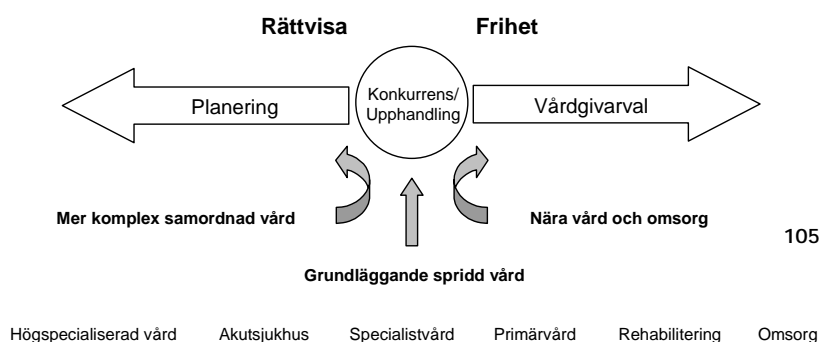 Rättvisa Frihet
Planering
Konkurrens/
Upphandling
Vårdgivarval
Mer komplex samordnad vård
Nära vård och omsorg
105
Grundläggande spridd vård
Högspecialiserad vård Akutsjukhus Specialistvård Primärvård Rehabilitering Omsorg